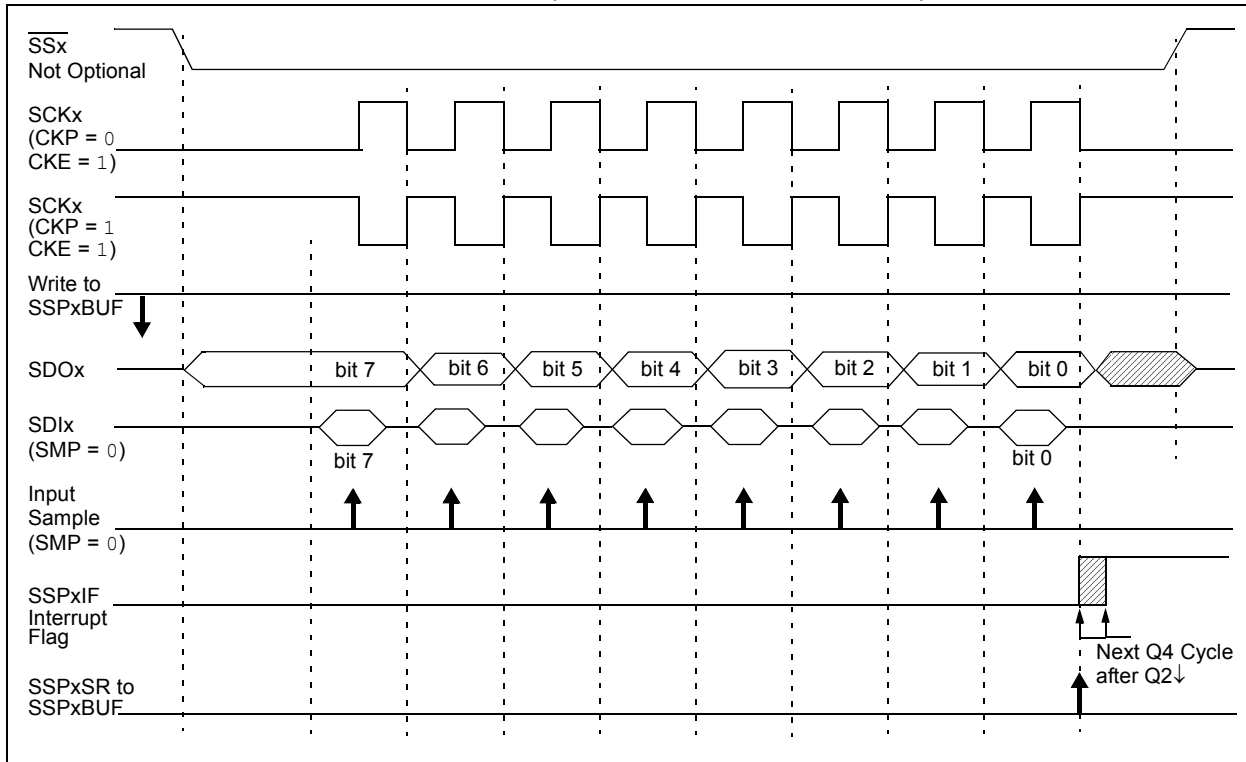 SSx
Not Optional
SCKx
(CKP = 0
CKE = 1)
SCKx
(CKP = 1
CKE = 1)
Write to
SSPxBUF
SDOx
bit 7
bit 6
bit 5
bit 4
bit 3
bit 2
bit 1
bit 0
SDIx
(SMP = 0)
bit 7
bit 0
Input
Sample
(SMP = 0)
SSPxIF
Interrupt
Flag
Next Q4 Cycle
after Q2↓
SSPxSR to
SSPxBUF